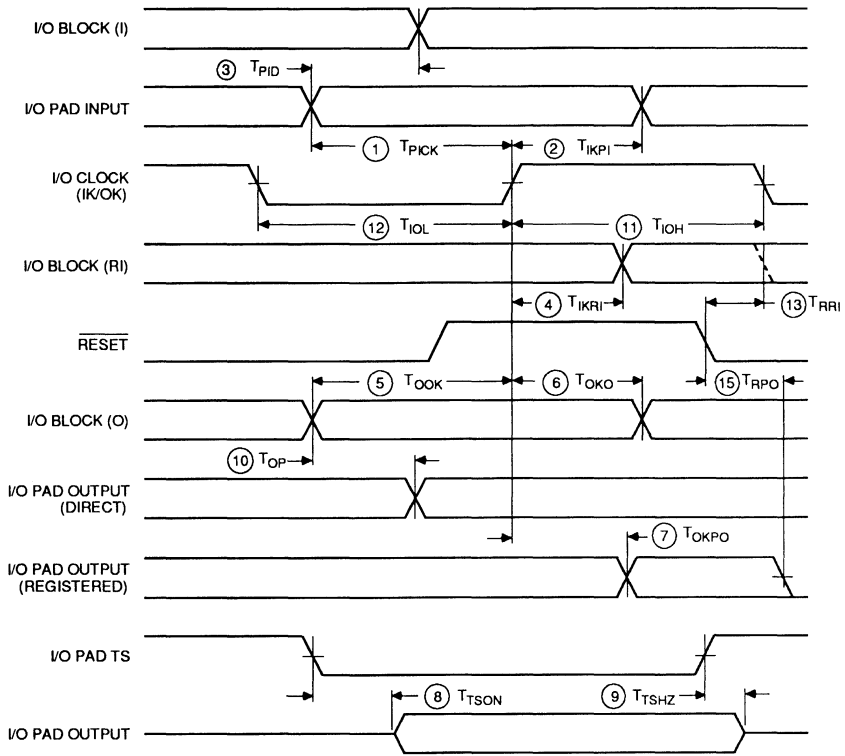 I/O BLOCK (I)
③ TPID
I/O PAD INPUT
① TPICK ② TIKPI
I/O CLOCK
(IK/OK)
⑫ TIOL ⑪ TIOH
I/O BLOCK (RI)
④ TIKRI ⑬ TRRI
RESET
⑤ TOOK ⑥ TOKO ⑮ TRPO
I/O BLOCK (O)
⑩ TOP
I/O PAD OUTPUT
(DIRECT)
⑦ TOKPO
I/O PAD OUTPUT
(REGISTERED)
I/O PAD TS
⑧ TTSON ⑨ TTSHZ
I/O PAD OUTPUT